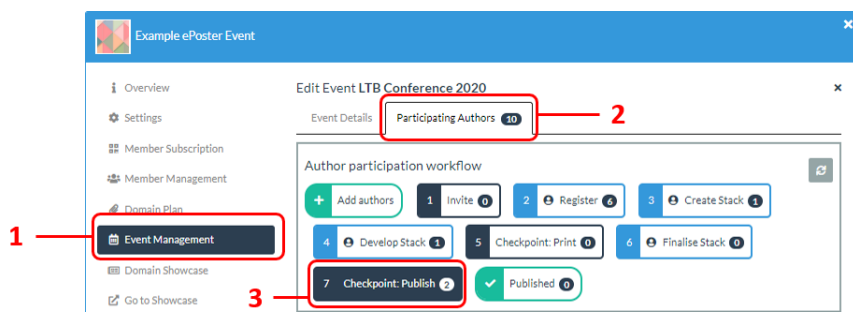 Example ePoster Event
×
Overview
Settings
Member Subscription
Member Management
Domain Plan
Event Management
Domain Showcase
Go to Showcase
Edit Event LTB Conference 2020
×
Event Details Participating Authors 10
Author participation workflow
Add authors 1 Invite 0 2 Register 6 3 Create Stack 1
4 Develop Stack 1 5 Checkpoint: Print 0 6 Finalise Stack 0
7 Checkpoint: Publish 2 Published 0
1
2
3